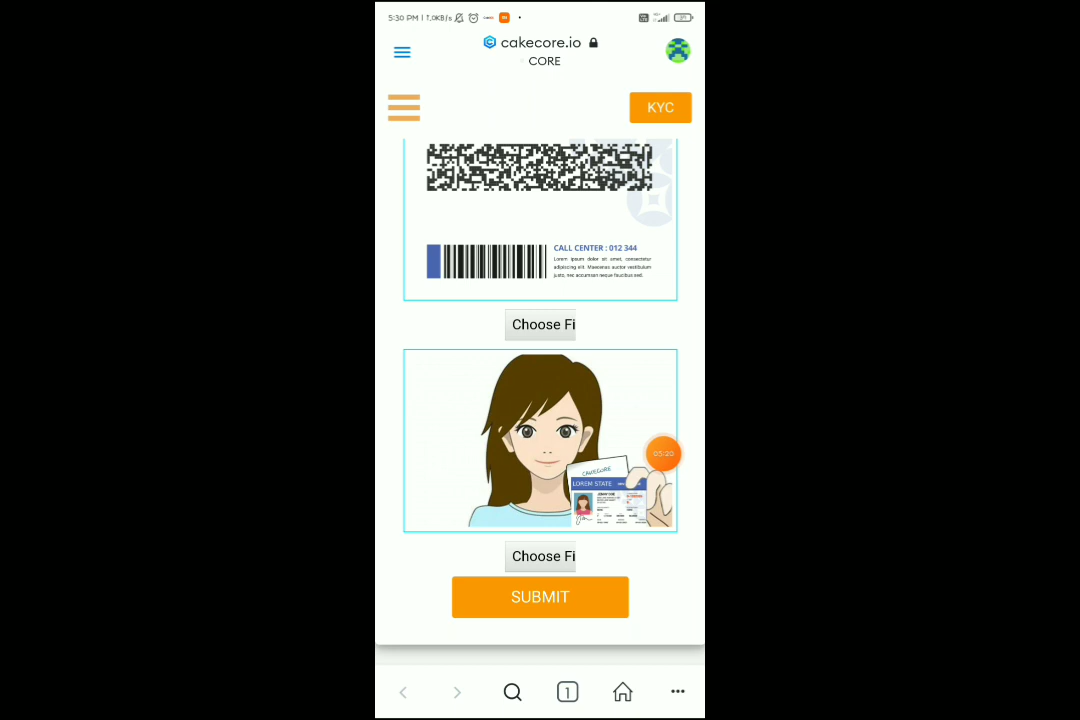 5:30 PM
cakecore.io
CORE
KYC
CALL CENTER : 012 344
Lorem ipsum dolor sit amet, consectetur
adipiscing elit. Maecenas auctor vestibulum
justo, nec accumsan neque faucibus sed.
Choose Fi
CAKECORE
LOREM STATE
05:20
Choose Fi
SUBMIT
1